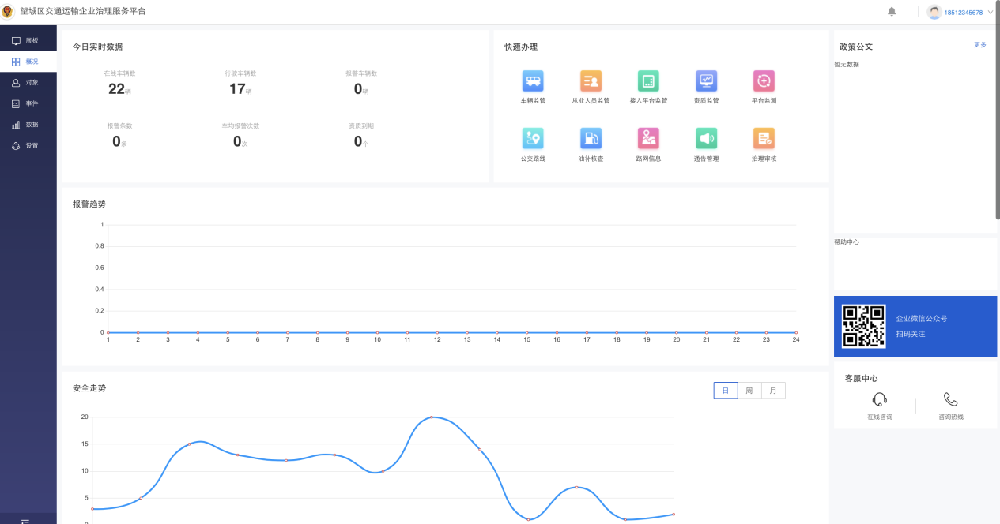 望城区交通运输企业治理服务平台
18512345678
展板
概况
对象
事件
数据
设置
今日实时数据
在线车辆数
22辆
行驶车辆数
17辆
报警车辆数
0辆
报警条数
0条
车均报警次数
0次
资质到期
0个
快速办理
车辆监管
从业人员监管
接入平台监管
资质监管
平台监测
公交路线
油补核查
路网信息
通告管理
治理审核
政策公文
更多
暂无数据
报警趋势
1
0.8
0.6
0.4
0.2
0
1 2 3 4 5 6 7 8 9 10 11 12 13 14 15 16 17 18 19 20 21 22 23 24
帮助中心
企业微信公众号
扫码关注
客服中心
在线咨询
咨询热线
安全走势
日 周 月
20
15
10
5
0